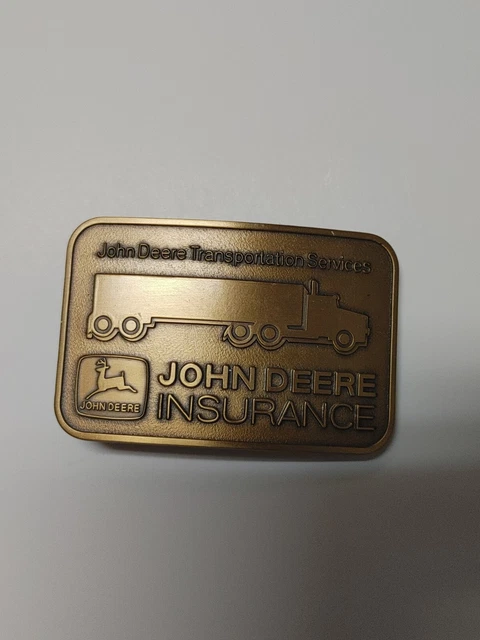 John Deere Transportation Services
JOHN DEERE
INSURANCE
JOHN DEERE